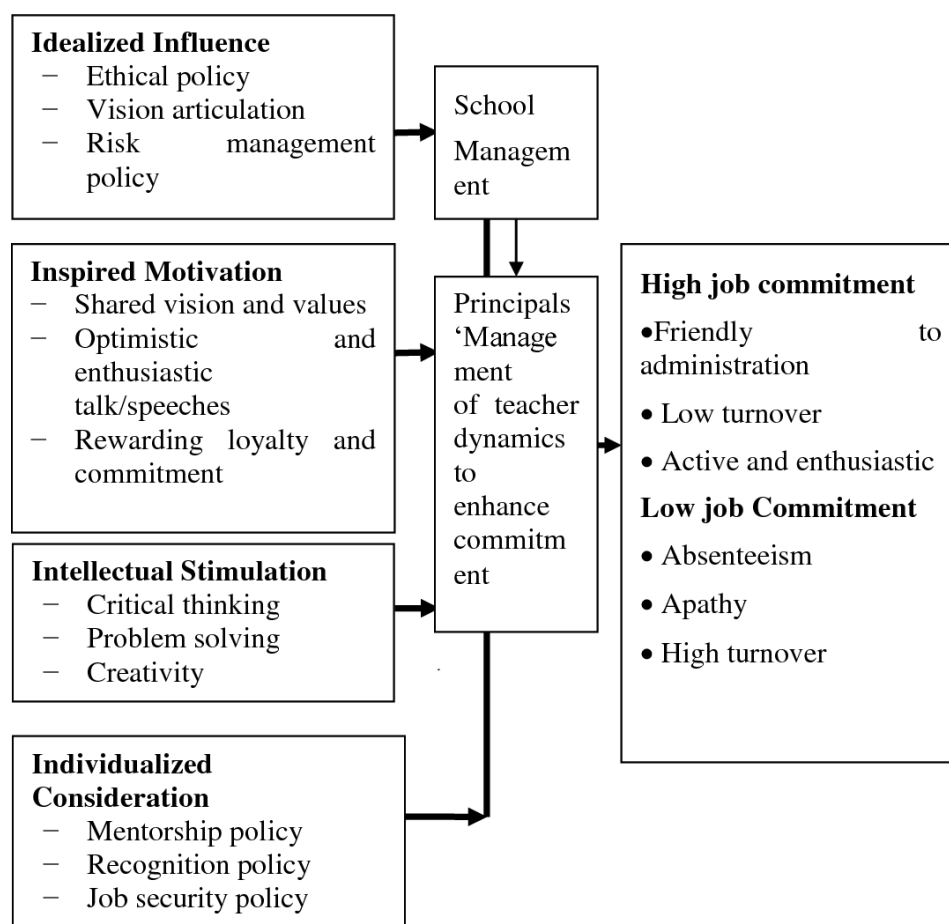 Idealized Influence
– Ethical policy
– Vision articulation
– Risk management
policy
School
Managem
ent
Inspired Motivation
– Shared vision and values
– Optimistic and
enthusiastic
talk/speeches
– Rewarding loyalty and
commitment
Principals
‘Manage
ment
of teacher
dynamics
to
enhance
commitm
ent
High job commitment
•Friendly to
administration
• Low turnover
• Active and enthusiastic
Low job Commitment
• Absenteeism
• Apathy
• High turnover
Intellectual Stimulation
– Critical thinking
– Problem solving
– Creativity
Individualized
Consideration
– Mentorship policy
– Recognition policy
– Job security policy